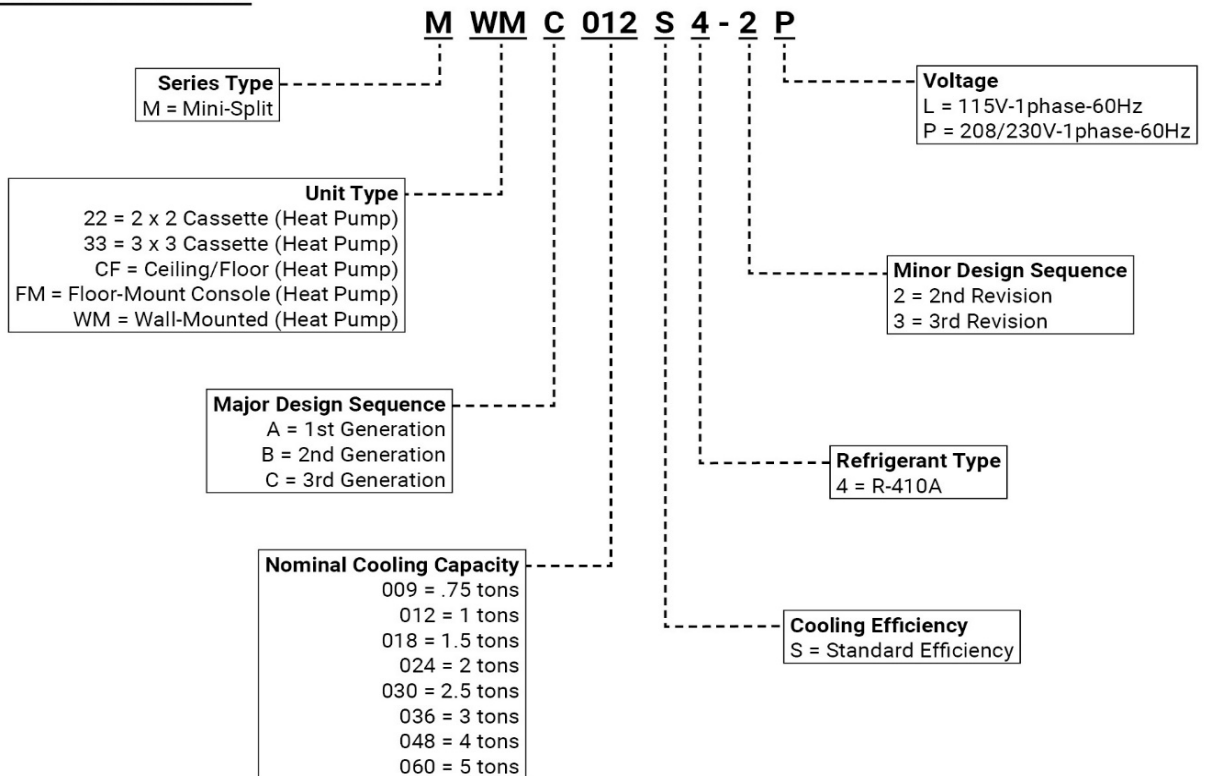 M WM C 012 S 4 - 2 P
Series Type
M = Mini-Split
Voltage
L = 115V-1phase-60Hz
P = 208/230V-1phase-60Hz
Unit Type
22 = 2 x 2 Cassette (Heat Pump)
33 = 3 x 3 Cassette (Heat Pump)
CF = Ceiling/Floor (Heat Pump)
FM = Floor-Mount Console (Heat Pump)
WM = Wall-Mounted (Heat Pump)
Minor Design Sequence
2 = 2nd Revision
3 = 3rd Revision
Major Design Sequence
A = 1st Generation
B = 2nd Generation
C = 3rd Generation
Refrigerant Type
4 = R-410A
Nominal Cooling Capacity
009 = .75 tons
012 = 1 tons
018 = 1.5 tons
024 = 2 tons
030 = 2.5 tons
036 = 3 tons
048 = 4 tons
060 = 5 tons
Cooling Efficiency
S = Standard Efficiency